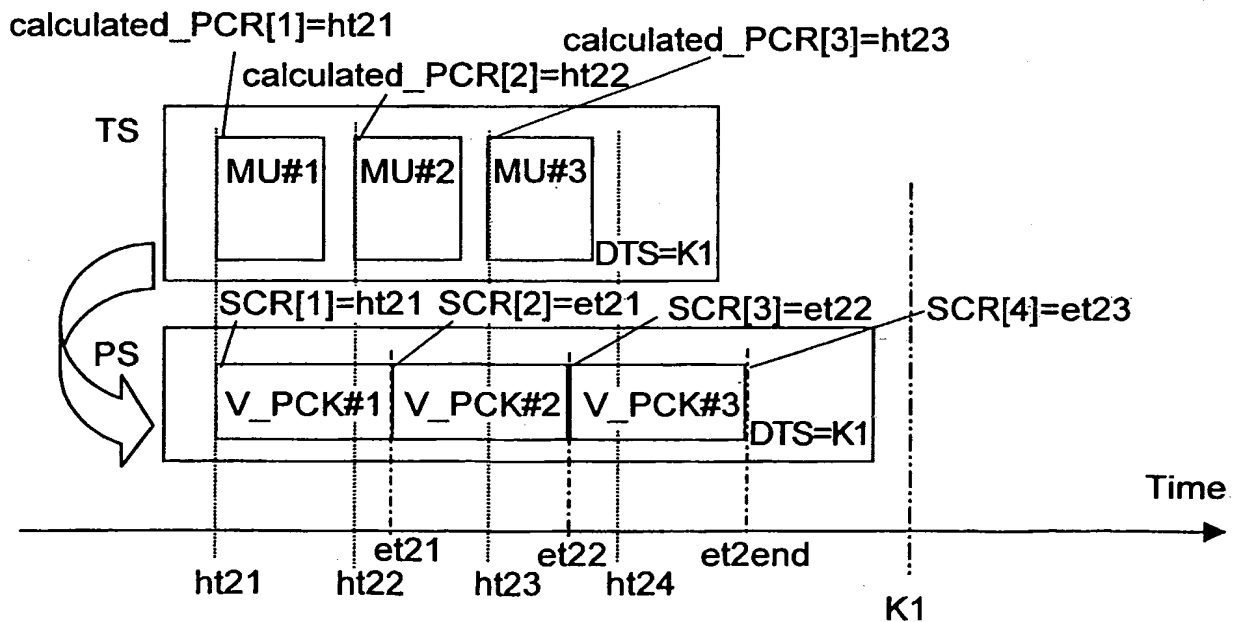 calculated_PCR[1]=ht21
calculated_PCR[3]=ht23
calculated_PCR[2]=ht22
TS
MU#1
MU#2
MU#3
DTS=K1
SCR[1]=ht21
SCR[2]=et21
SCR[3]=et22
SCR[4]=et23
PS
V_PCK#1
V_PCK#2
V_PCK#3
DTS=K1
Time
et21
et22
et2end
ht21
ht22
ht23
ht24
K1